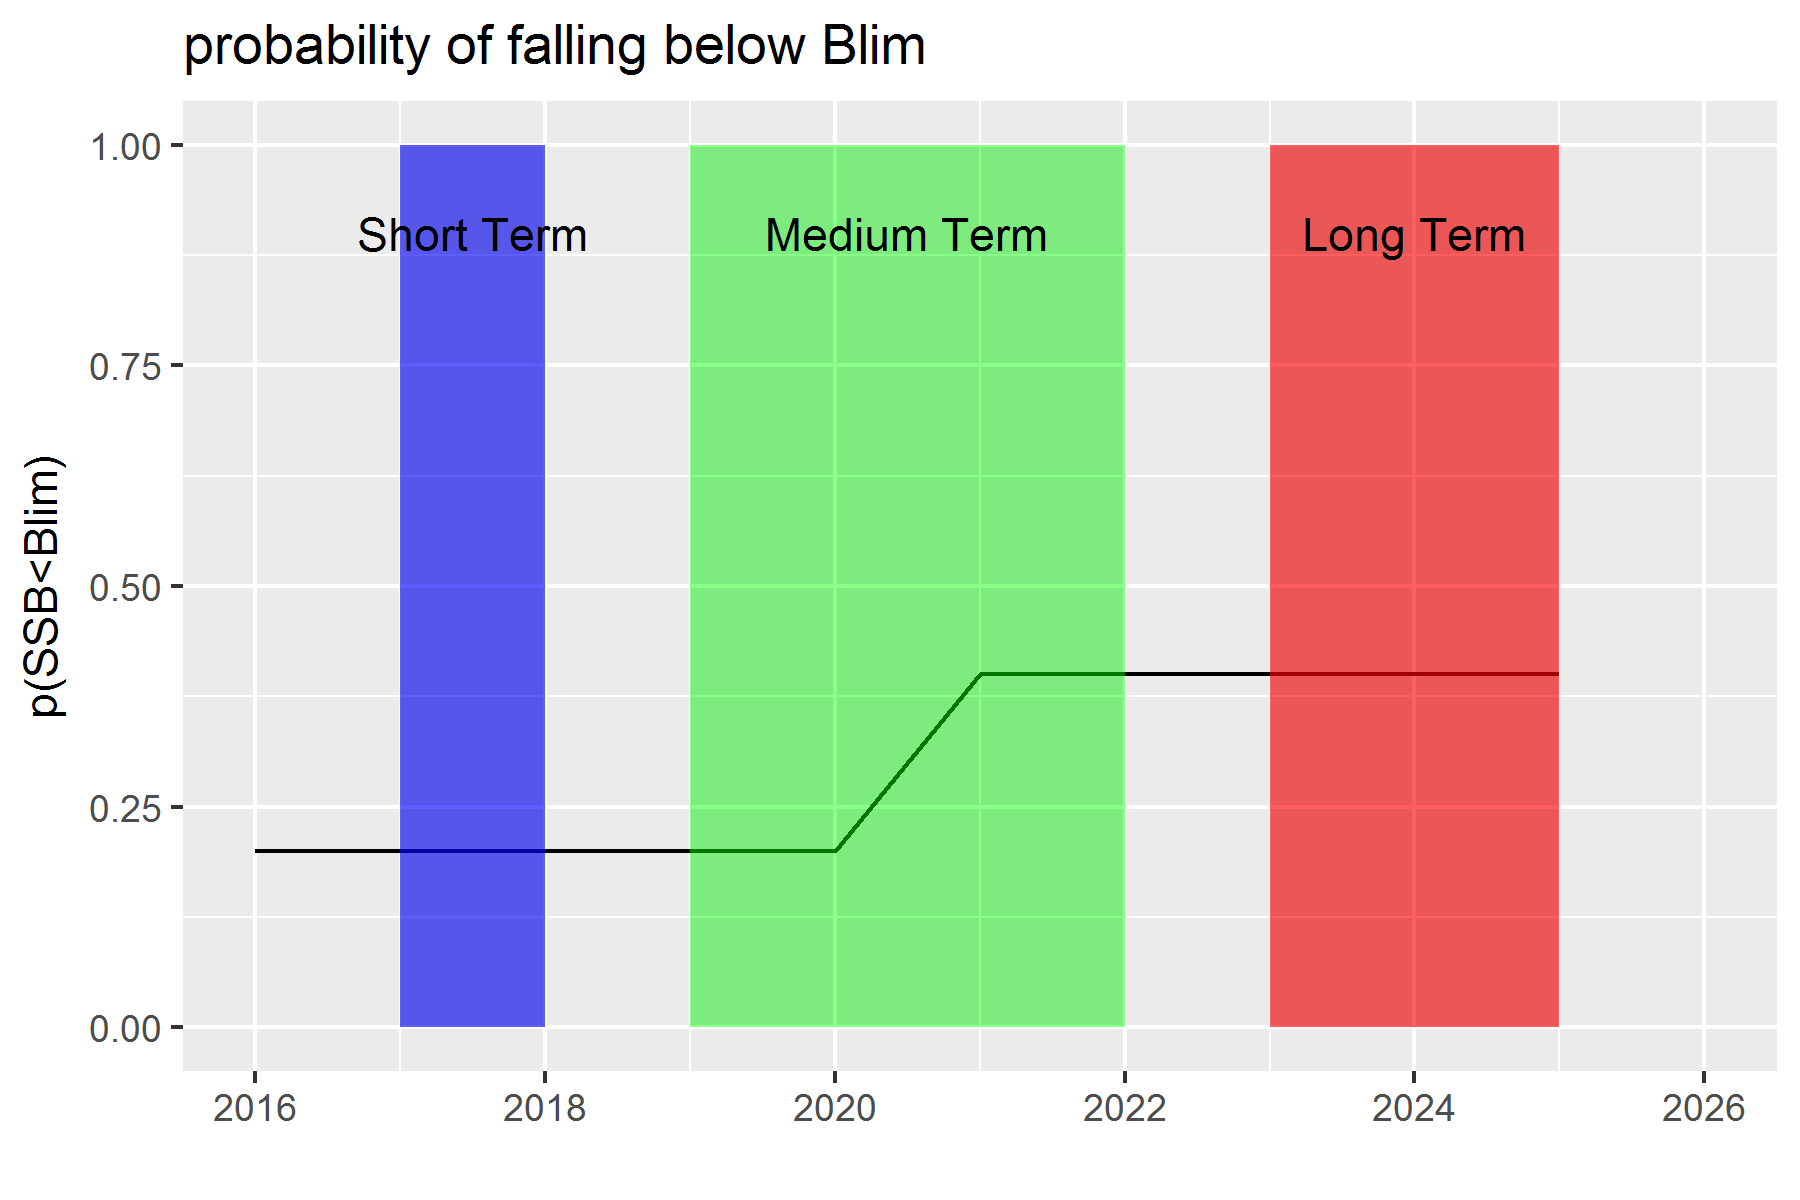 probability of falling below Blim
1.00
0.75
0.50
0.25
0.00
p(SSB<Blim)
Short Term
Medium Term
Long Term
2016
2018
2020
2022
2024
2026